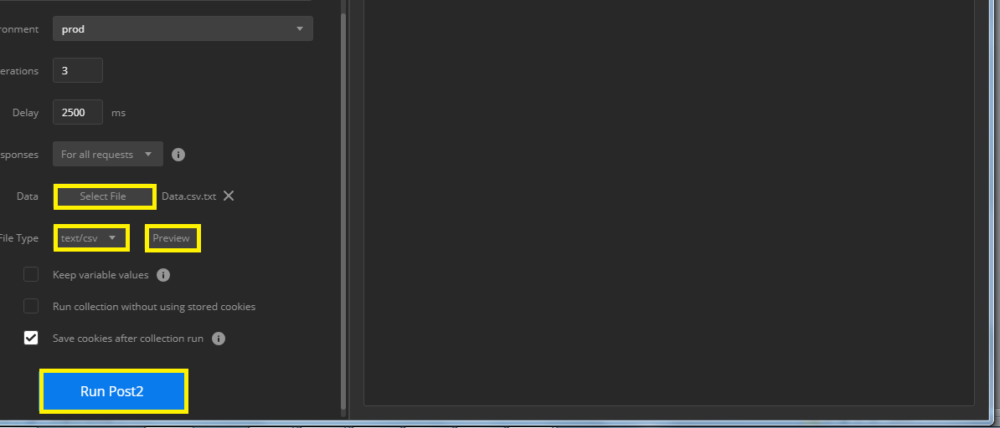 ronment prod
erations 3
Delay 2500 ms
sponses For all requests i
Data Select File Data.csv.txt
File Type text/csv Preview
Keep variable values i
Run collection without using stored cookies
Save cookies after collection run i
Run Post2